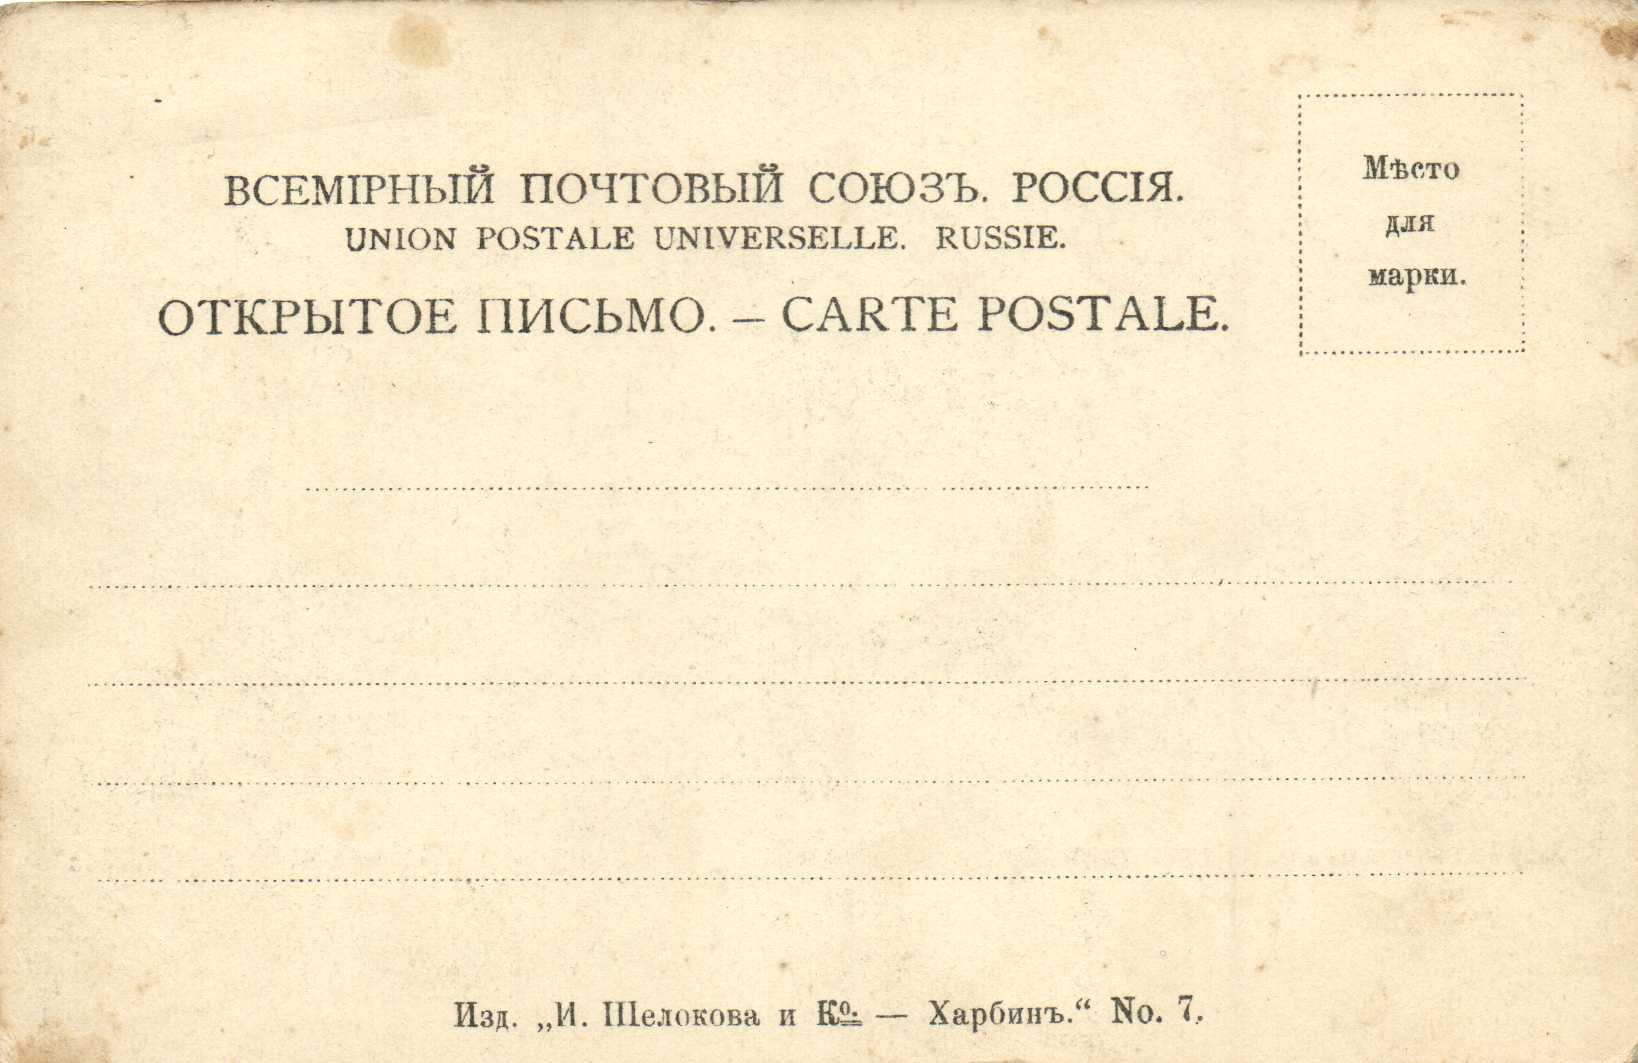 ВСЕМІРНЫЙ ПОЧТОВЫЙ СОЮЗЪ. РОССІЯ.
UNION POSTALE UNIVERSELLE. RUSSIE.
ОТКРЫТОЕ ПИСЬМО. – CARTE POSTALE.
Мѣсто
для
марки.
Изд. „И. Шелокова и Ко. — Харбинъ.“ No. 7.